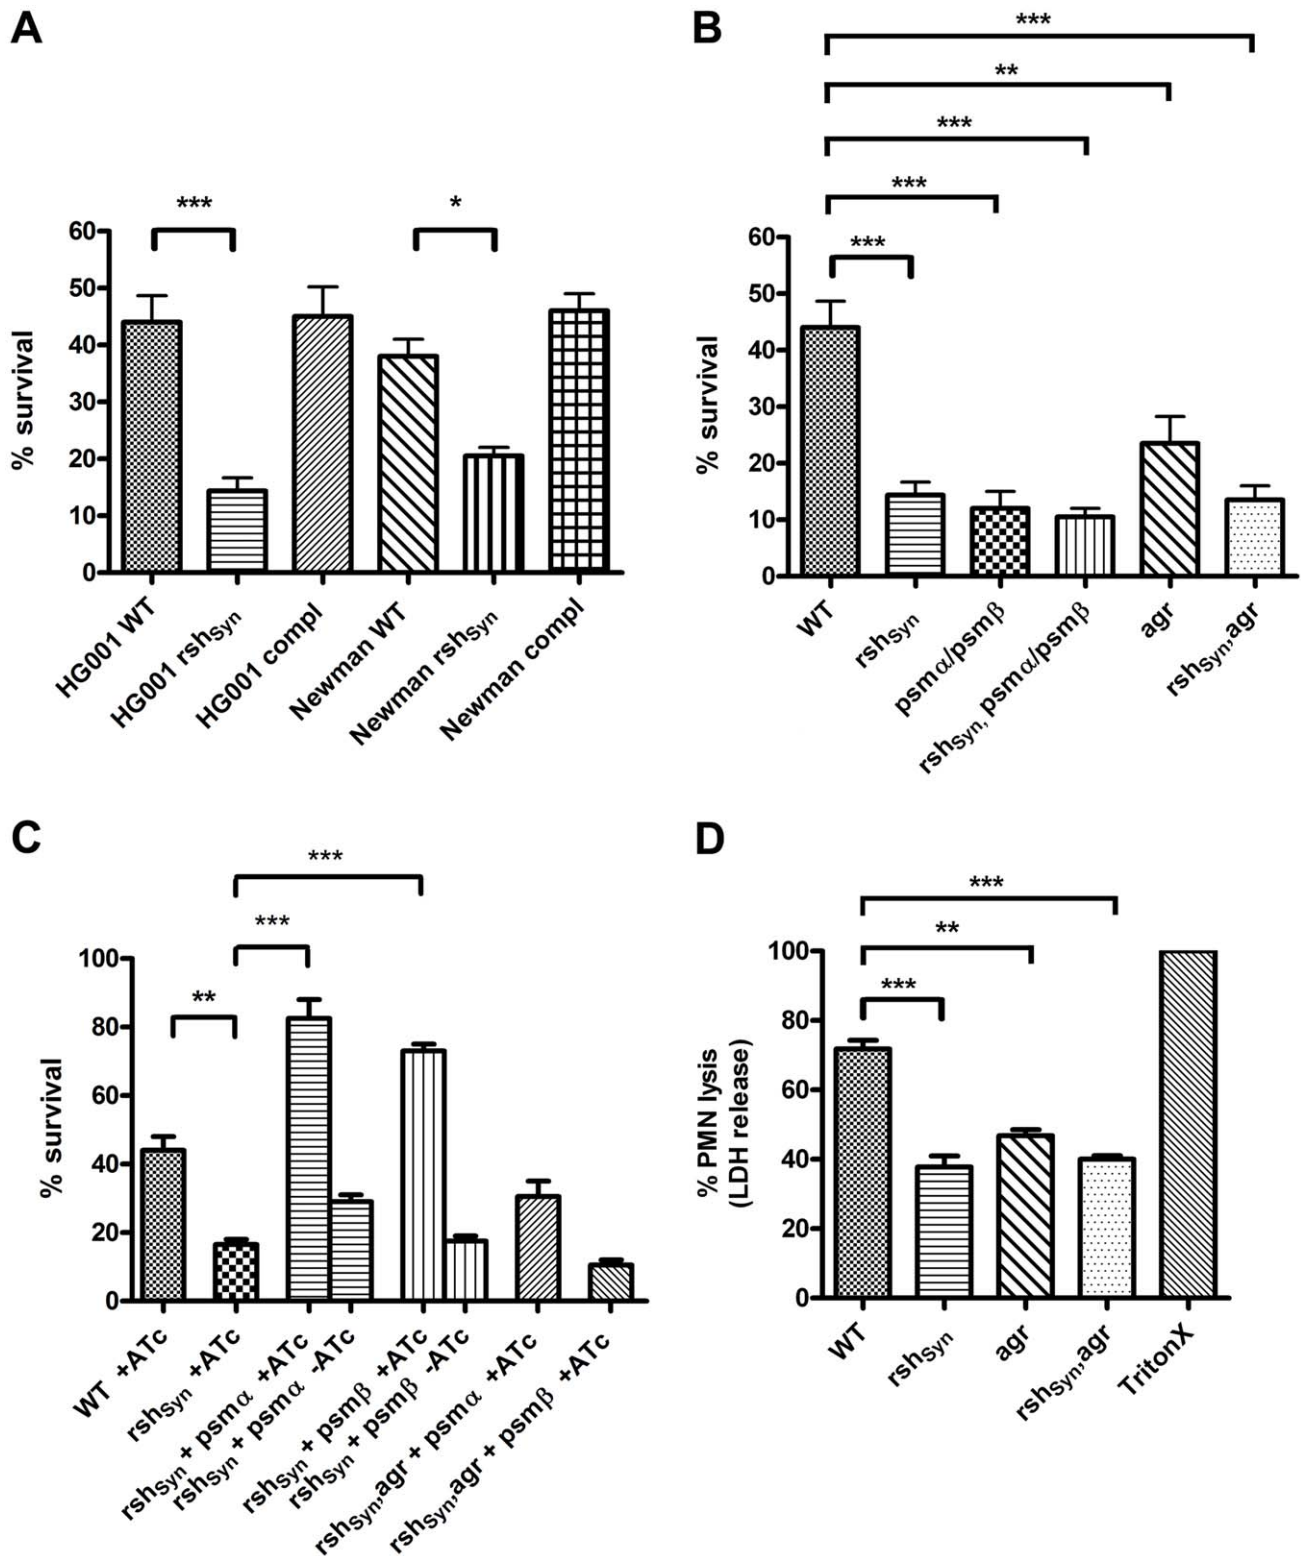 A
***
*
60
50
40
30
20
10
0
% survival
HG001 WT
HG001 rshSyn
HG001 compl
Newman WT
Newman rshSyn
Newman compl
B
***
**
***
***
***
60
50
40
30
20
10
0
% survival
WT
rshSyn
psmα/psmβ
rshSyn, psmα/psmβ
agr
rshSyn,agr
C
***
***
**
100
80
60
40
20
0
% survival
WT +ATc
rshSyn +ATc
rshSyn + psmα +ATc
rshSyn + psmα -ATc
rshSyn + psmβ +ATc
rshSyn + psmβ -ATc
rshSyn,agr + psmα +ATc
rshSyn,agr + psmβ +ATc
D
***
**
***
100
80
60
40
20
0
% PMN lysis
(LDH release)
WT
rshSyn
agr
rshSyn,agr
TritonX